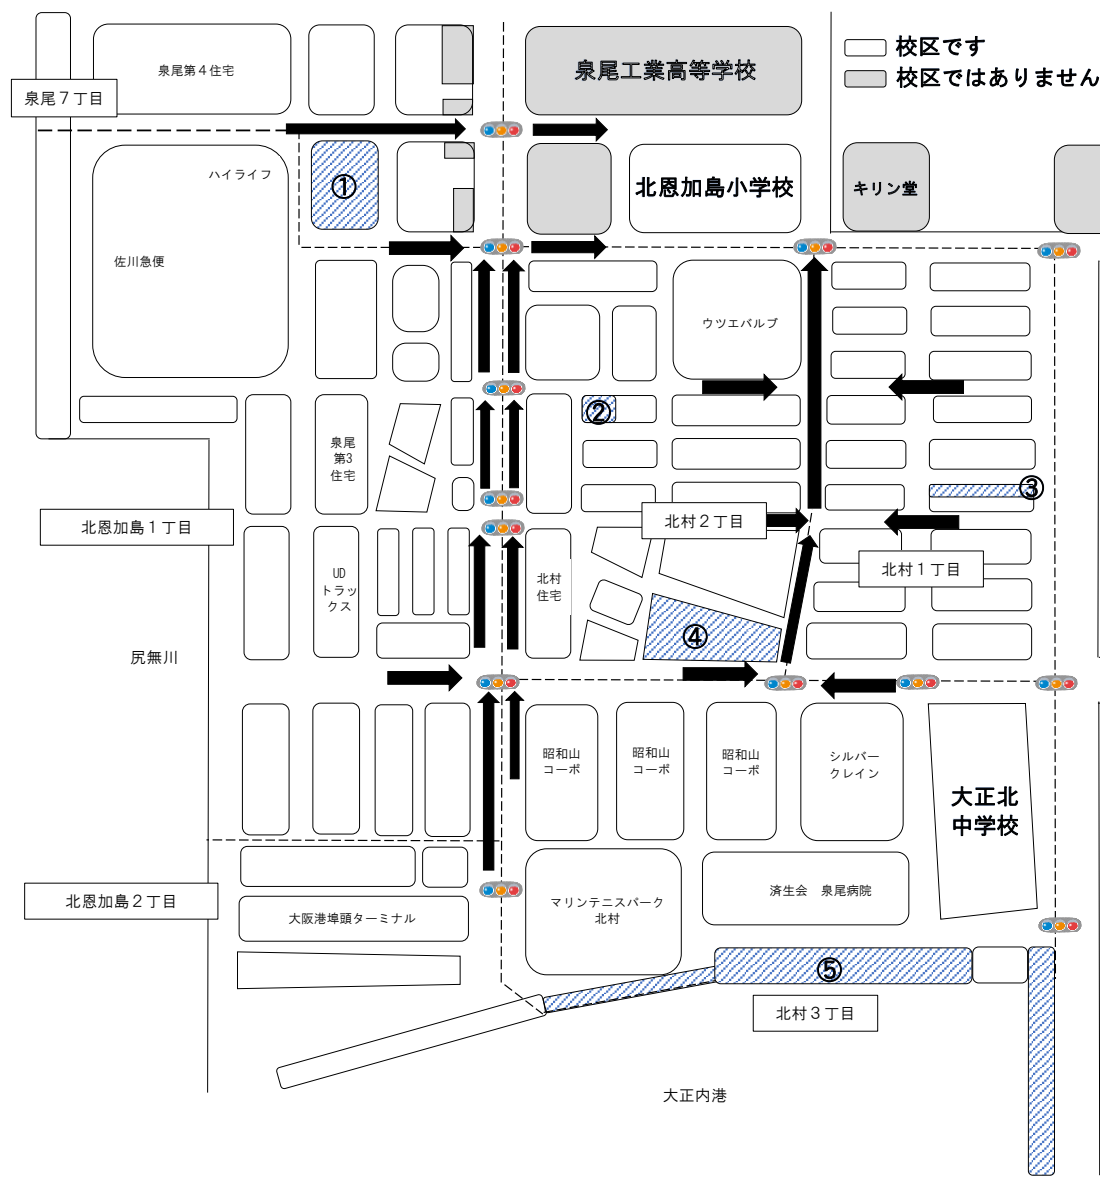 校区です
泉尾第４住宅
泉尾工業高等学校
校区ではありません
泉尾７丁目
ハイライフ
①
北恩加島小学校
キリン堂
佐川急便
ウツエバルブ
②
泉尾
第3
住宅
③
北恩加島１丁目
北村２丁目
UD
トラッ
クス
北村
住宅
北村１丁目
④
尻無川
昭和山
コーポ
昭和山
コーポ
昭和山
コーポ
シルバー
クレイン
大正北
中学校
北恩加島２丁目
大阪港埠頭ターミナル
マリンテニスパーク
北村
済生会　泉尾病院
⑤
北村３丁目
大正内港